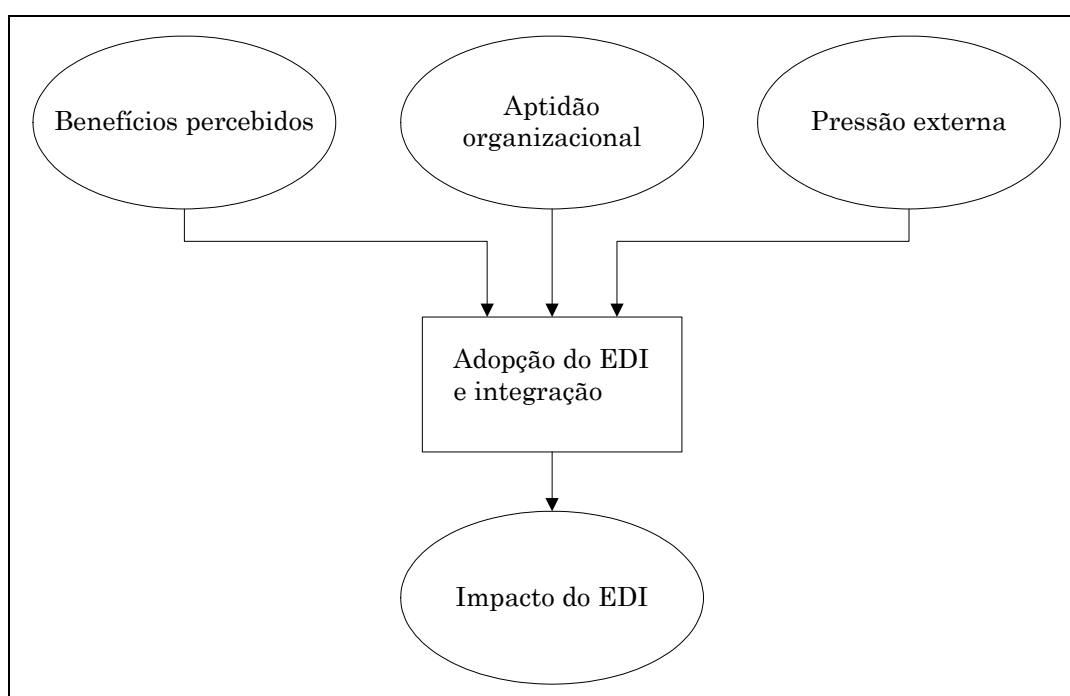 Benefícios percebidos
Aptidão
organizacional
Pressão externa
Adopção do EDI
e integração
Impacto do EDI